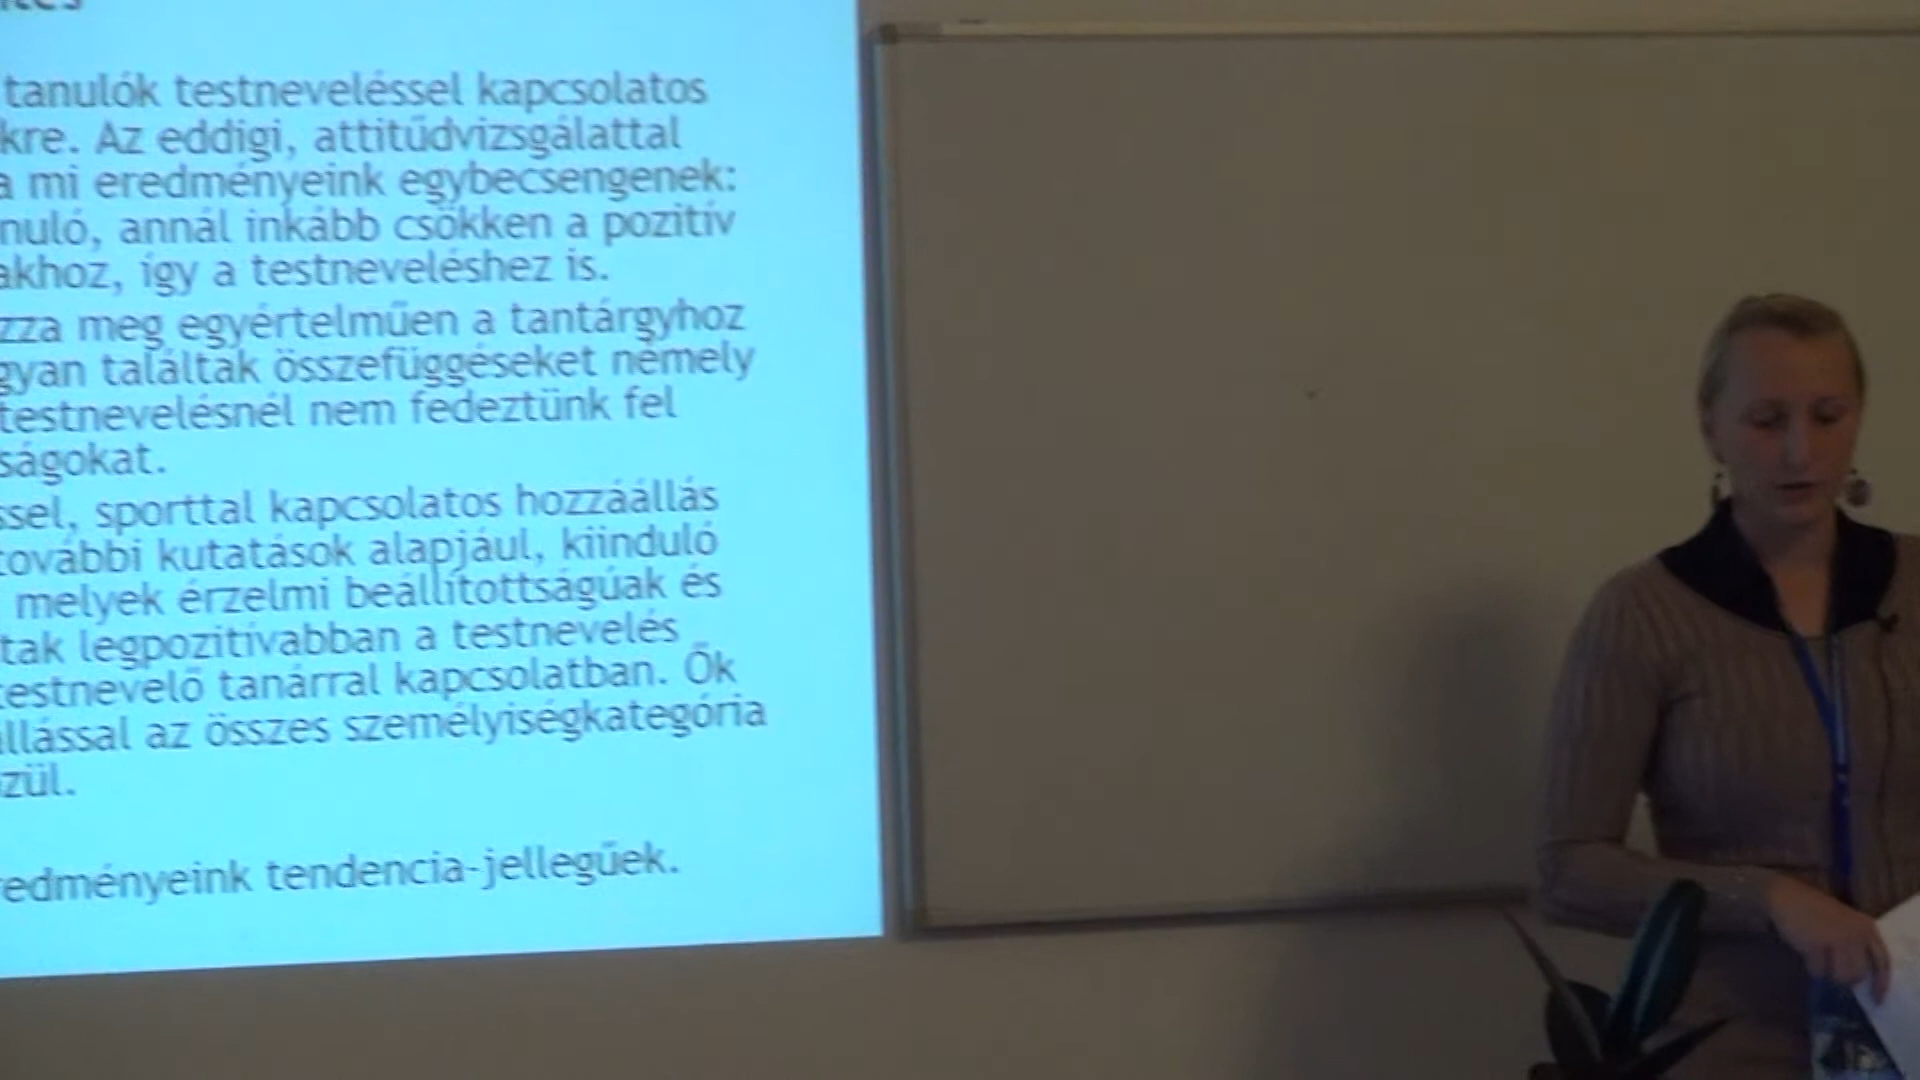 tanulók testneveléssel kapcsolatos
kre. Az eddigi, attitűdvizsgálattal
a mi eredményeink egybecsengenek:
nuló, annál inkább csökken a pozitív
akhoz, így a testneveléshez is.
zza meg egyértelműen a tantárgyhoz
gyan találtak összefüggéseket némely
testnevelésnél nem fedeztünk fel
ságokat.
ssel, sporttal kapcsolatos hozzáállás
további kutatások alapjául, kiinduló
melyek érzelmi beállítottságúak és
tak legpozitívabban a testnevelés
testnevelő tanárral kapcsolatban. Ők
llással az összes személyiségkategória
zül.
redményeink tendencia-jellegűek.